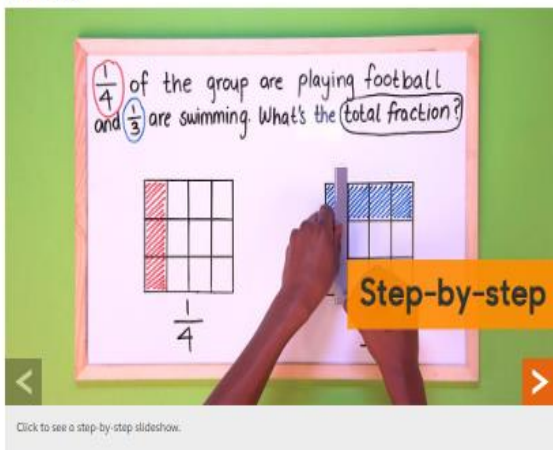 1/4 of the group are playing football
and 1/3 are swimming. What's the total fraction?
1/4
Step-by-step
<
>
Click to see a step-by-step slideshow.